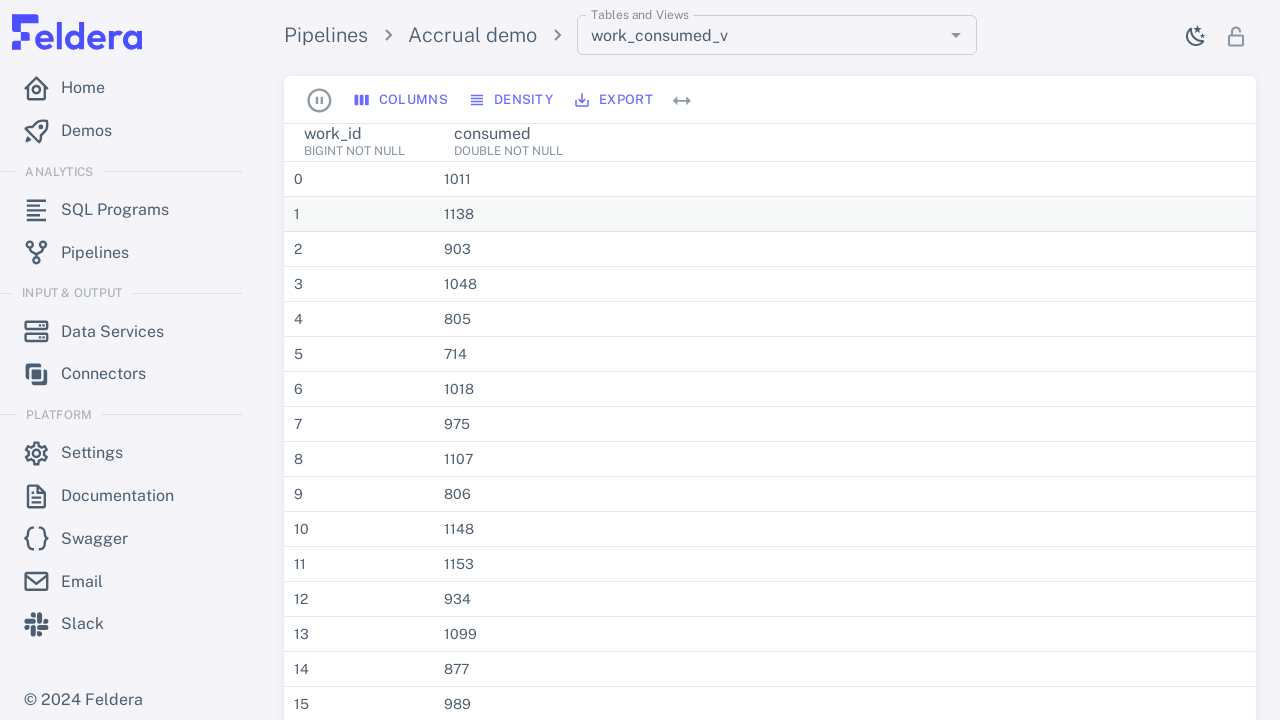 Feldera
Home
Demos
ANALYTICS
SQL Programs
Pipelines
INPUT & OUTPUT
Data Services
Connectors
PLATFORM
Settings
Documentation
Swagger
Email
Slack
© 2024 Feldera
Pipelines > Accrual demo >
Tables and Views
work_consumed_v
COLUMNS DENSITY EXPORT
work_id consumed
BIGINT NOT NULL DOUBLE NOT NULL
0 1011
1 1138
2 903
3 1048
4 805
5 714
6 1018
7 975
8 1107
9 806
10 1148
11 1153
12 934
13 1099
14 877
15 989